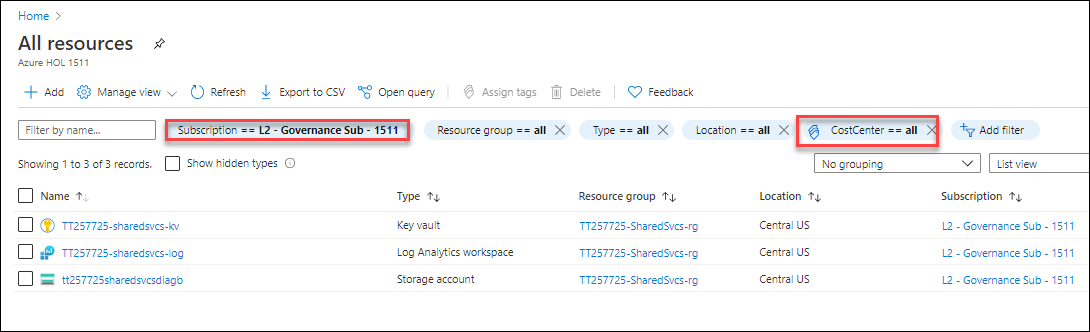 Home >
All resources
Azure HOL 1511
Add Manage view Refresh Export to CSV Open query Assign tags Delete Feedback
Filter by name... Subscription == L2 - Governance Sub - 1511 Resource group == all Type == all Location == all CostCenter == all Add filter
Showing 1 to 3 of 3 records. Show hidden types No grouping List view
Name Type Resource group Location Subscription
TT257725-sharedsvcs-kv Key vault TT257725-SharedSvcs-rg Central US L2 - Governance Sub - 1511
TT257725-sharedsvcs-log Log Analytics workspace TT257725-SharedSvcs-rg Central US L2 - Governance Sub - 1511
tt257725sharedsvcsdiagb Storage account TT257725-SharedSvcs-rg Central US L2 - Governance Sub - 1511